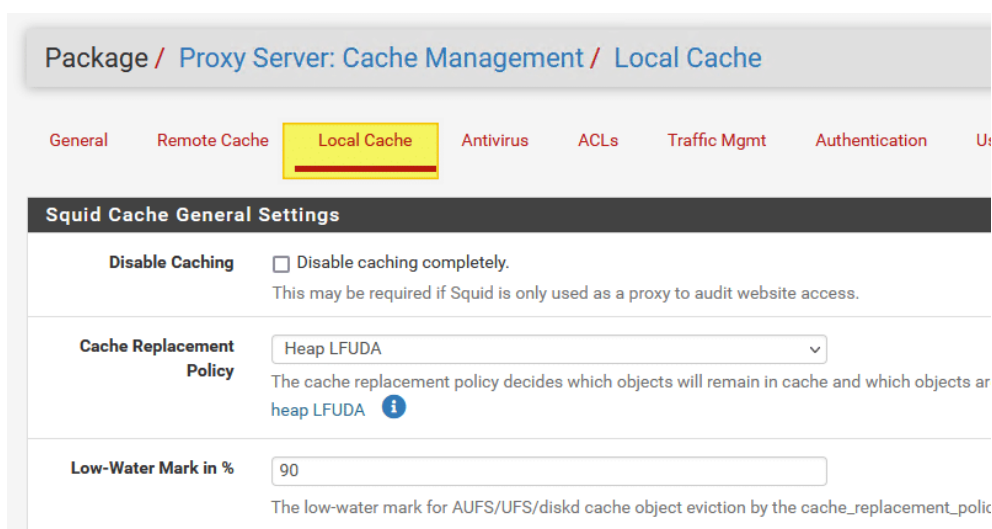 Package / Proxy Server: Cache Management / Local Cache
General Remote Cache Local Cache Antivirus ACLs Traffic Mgmt Authentication
Squid Cache General Settings
Disable Caching Disable caching completely.
This may be required if Squid is only used as a proxy to audit website access.
Cache Replacement Policy Heap LFUDA
The cache replacement policy decides which objects will remain in cache and which objects
heap LFUDA
Low-Water Mark in % 90
The low-water mark for AUFS/UFS/diskd cache object eviction by the